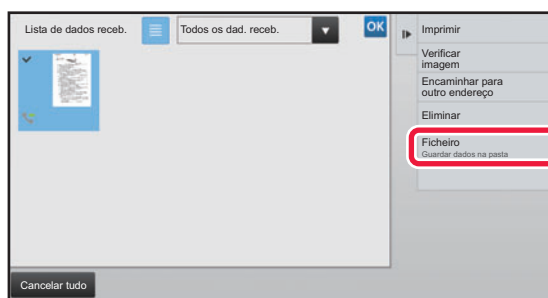 Lista de dados receb.
Todos os dad. receb.
OK
Imprimir
Verificar
imagem
Encaminhar para
outro endereço
Eliminar
Ficheiro
Guardar dados na pasta
Cancelar tudo